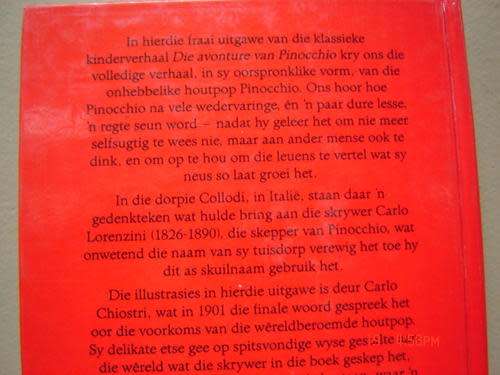 In hierdie fraai uitgawe van die klassieke
kinderverhaal Die avonture van Pinocchio kry ons die
volledige verhaal, in sy oorspronklike vorm, van die
onhebbelike houtpop Pinocchio. Ons hoor hoe
Pinocchio na vele wedervaringe, én 'n paar dure lesse,
'n regte seun word – nadat hy geleer het om nie meer
selfsugtig te wees nie, maar aan ander mense ook te
dink, en om op te hou om die leuens te vertel wat sy
neus so laat groei het.
In die dorpie Collodi, in Italië, staan daar 'n
gedenkteken wat hulde bring aan die skrywer Carlo
Lorenzini (1826-1890), die skepper van Pinocchio, wat
onwetend die naam van sy tuisdorp verewig het toe hy
dit as skuilnaam gebruik het.
Die illustrasies in hierdie uitgawe is deur Carlo
Chiostri, wat in 1901 die finale woord gespreek het
oor die voorkoms van die wêreldberoemde houtpop.
Sy delikate etse gee op spitsvondige wyse gestalte
die wêreld wat die skrywer in die boek geskep het,